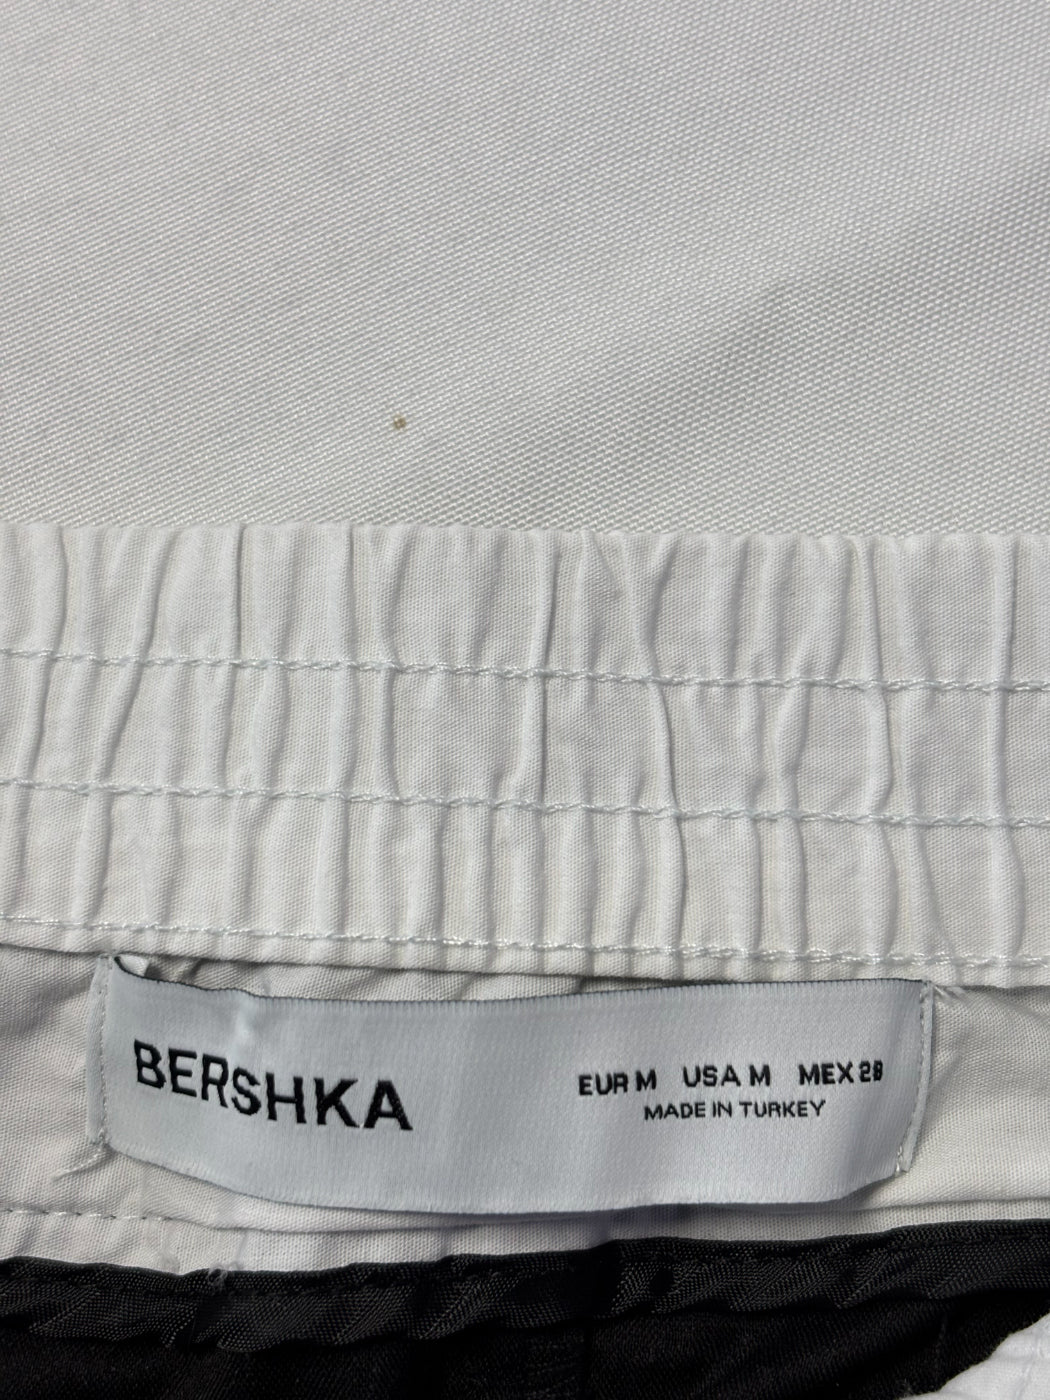 BERSHKA
EUR M USA M MEX 28
MADE IN TURKEY